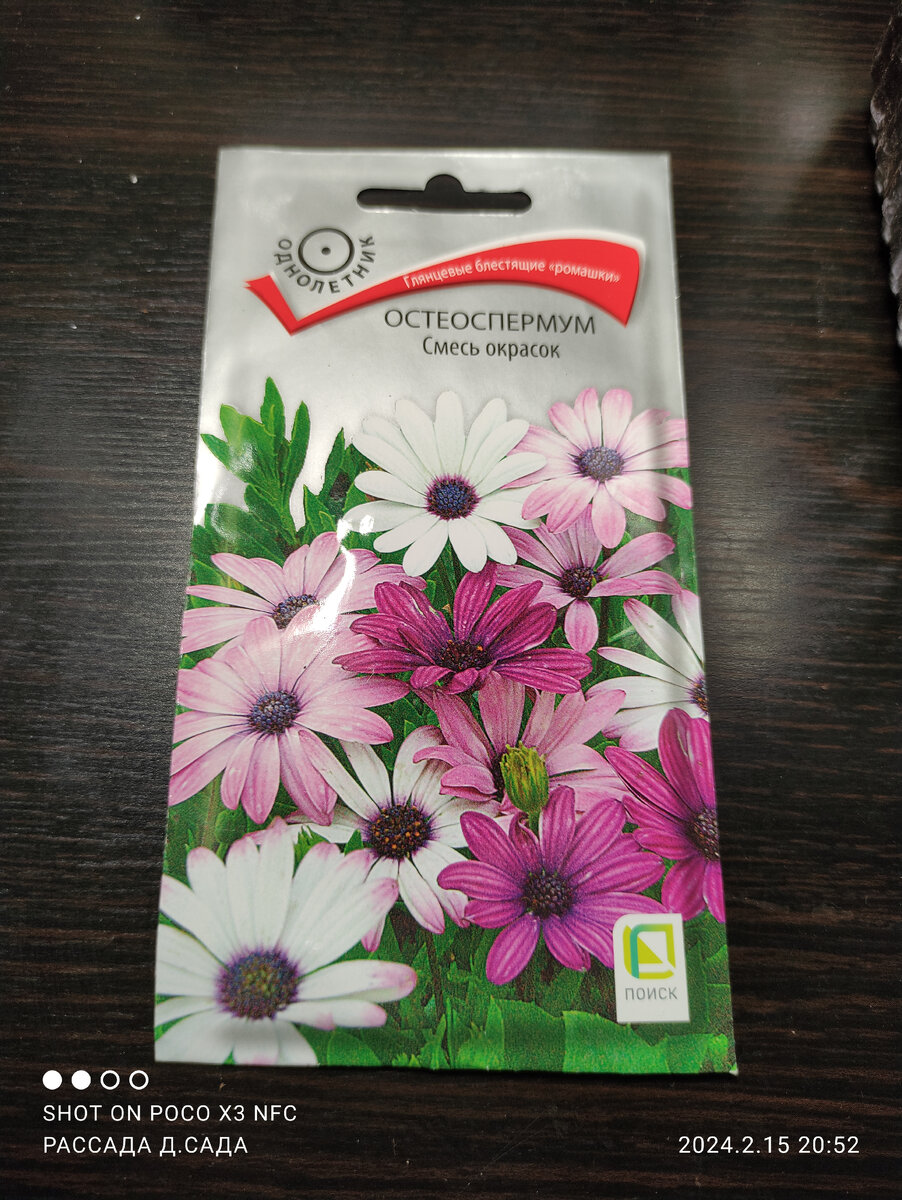 ОДНОЛЕТНИК
Глянцевые блестящие «ромашки»
ОСТЕОСПЕРМУМ
Смесь окрасок
ПОИСК
SHOT ON POCO X3 NFC
РАССАДА Д.САДА
2024.2.15 20:52